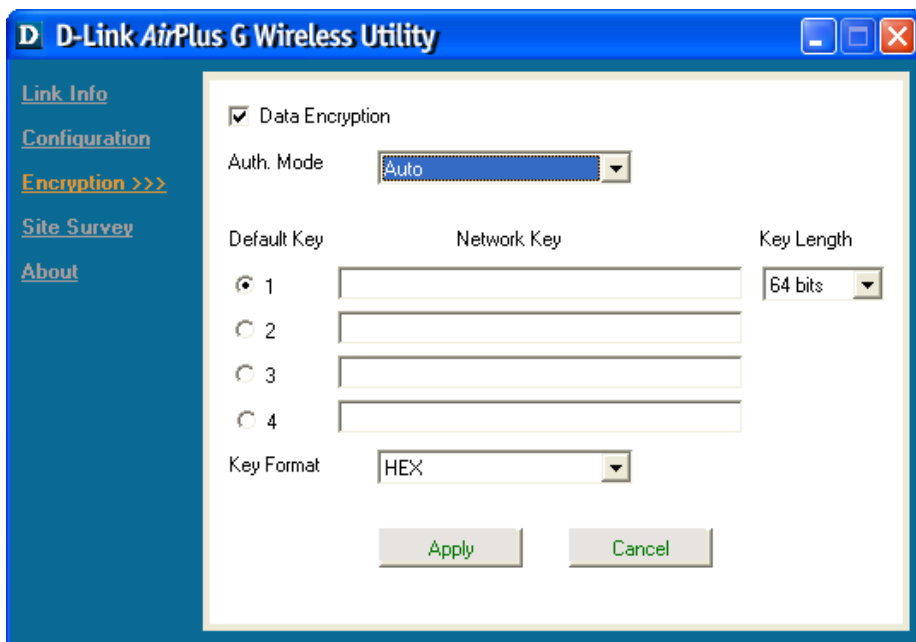 D D-Link AirPlus G Wireless Utility
Link Info
Configuration
Encryption >>>
Site Survey
About
Data Encryption
Auth. Mode Auto
Default Key Network Key Key Length
1 64 bits
2
3
4
Key Format HEX
Apply Cancel